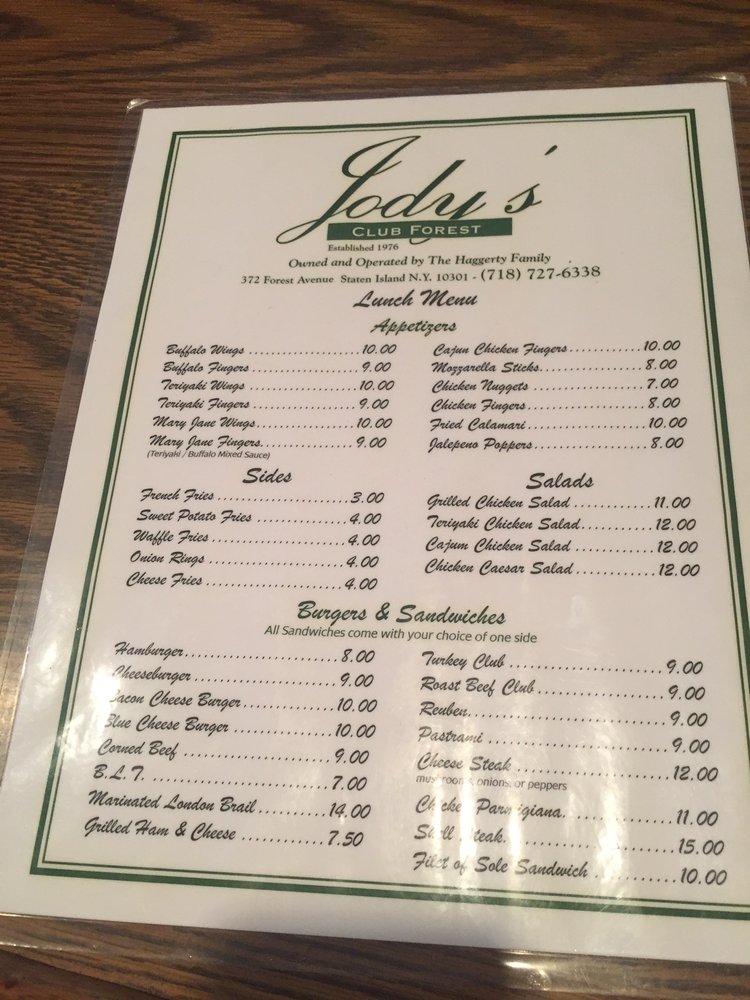 Jody's
CLUB FOREST
Established 1976
Owned and Operated by The Haggerty Family
372 Forest Avenue Staten Island N.Y. 10301 - (718) 727-6338
Lunch Menu
Appetizers
Buffalo Wings ................10.00
Buffalo Fingers ................9.00
Teriyaki Wings ................10.00
Teriyaki Fingers ................9.00
Mary Jane Wings................10.00
Mary Jane Fingers................9.00
(Teriyaki / Buffalo Mixed Sauce)
Cajun Chicken Fingers............10.00
Mozzarella Sticks................8.00
Chicken Nuggets ................7.00
Chicken Fingers................8.00
Fried Calamari................10.00
Jalepeno Poppers................8.00
Sides
French Fries ................3.00
Sweet Potato Fries ..............4.00
Waffle Fries ................4.00
Onion Rings ................4.00
Cheese Fries ................4.00
Salads
Grilled Chicken Salad ............11.00
Teriyaki Chicken Salad............12.00
Cajum Chicken Salad ............12.00
Chicken Caesar Salad............12.00
Burgers & Sandwiches
All Sandwiches come with your choice of one side
Hamburger................8.00
Cheeseburger ................9.00
Bacon Cheese Burger..............10.00
Blue Cheese Burger ..............10.00
Corned Beef ................9.00
B.L.T. ................7.00
Marinated London Brail............14.00
Grilled Ham & Cheese ............7.50
Turkey Club ................9.00
Roast Beef Club ................9.00
Reuben................9.00
Pastrami ................9.00
Cheese Steak ................12.00
mushrooms, onions, or peppers
Chicken Parmigiana..............11.00
Shell Steak................15.00
Filet of Sole Sandwich ..........10.00